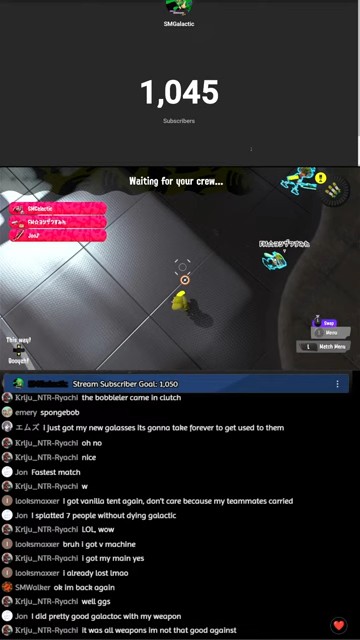 SMGalactic
1,045
Subscribers
Waiting for your crew...
SMGalactic
Jon?
This way!
Booyah!
Swap
Menu
L Match Menu
SMGalactic Stream Subscriber Goal: 1,050
Krlju_NTR-Ryachi the bobbleler came in clutch
emery spongebob
エムズ I just got my new galasses its gonna take forever to get used to them
Krlju_NTR-Ryachi oh no
Krlju_NTR-Ryachi nice
Jon Fastest match
Krlju_NTR-Ryachi w
looksmaxxer I got vanilla tent again, don't care because my teammates carried
Jon I splatted 7 people without dying galactic
Krlju_NTR-Ryachi LOL, wow
looksmaxxer bruh I got v machine
Krlju_NTR-Ryachi i got my main yes
looksmaxxer I already lost lmao
SMWalker ok im back again
Krlju_NTR-Ryachi well ggs
Jon I did pretty good galactoc with my weapon
Krlju_NTR-Ryachi it was all weapons im not that good against